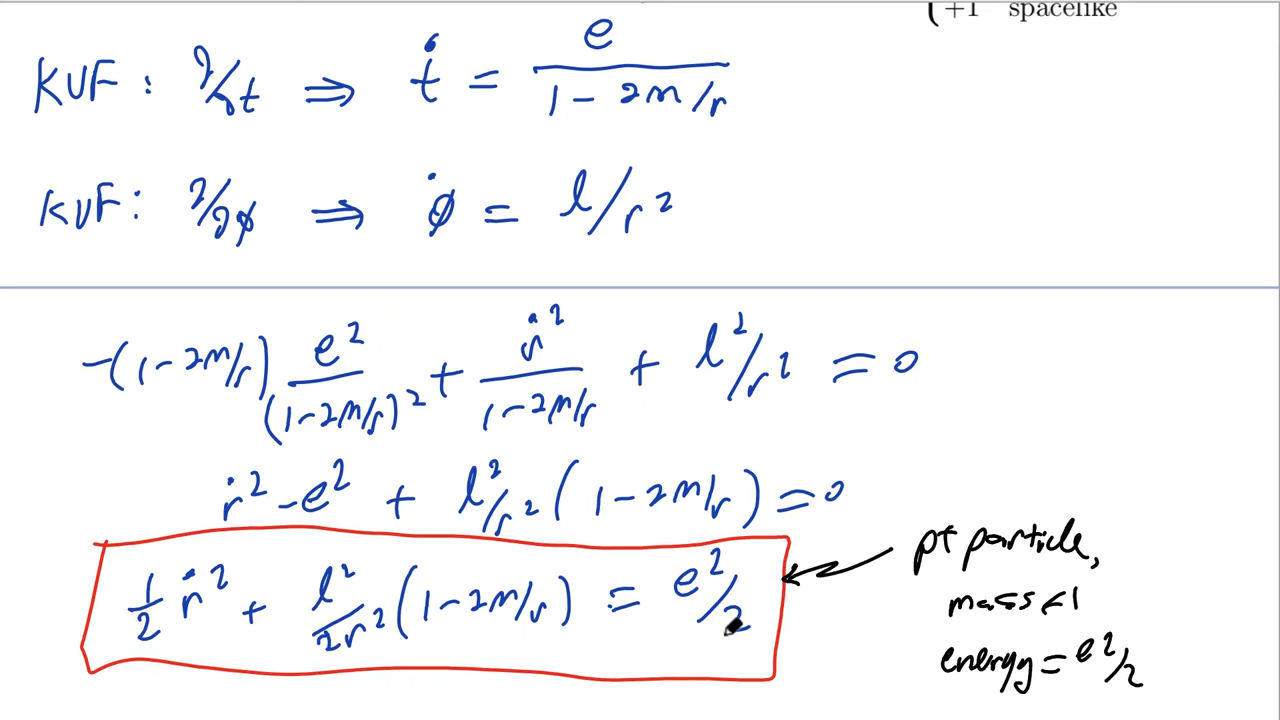 +1 spacelike
KVF: ∂/∂t ⇒ ṫ = e/(1 - 2m/r)
KVF: ∂/∂φ ⇒ φ̇ = l/r²
-(1-2m/r) e²/(1-2m/r)² + ṙ²/(1-2m/r) + l²/r² = 0
ṙ² - e² + l²/r² (1-2m/r) = 0
½ ṙ² + l²/2r² (1-2m/r) = e²/2
pt particle,
mass = 1
energy = e²/2